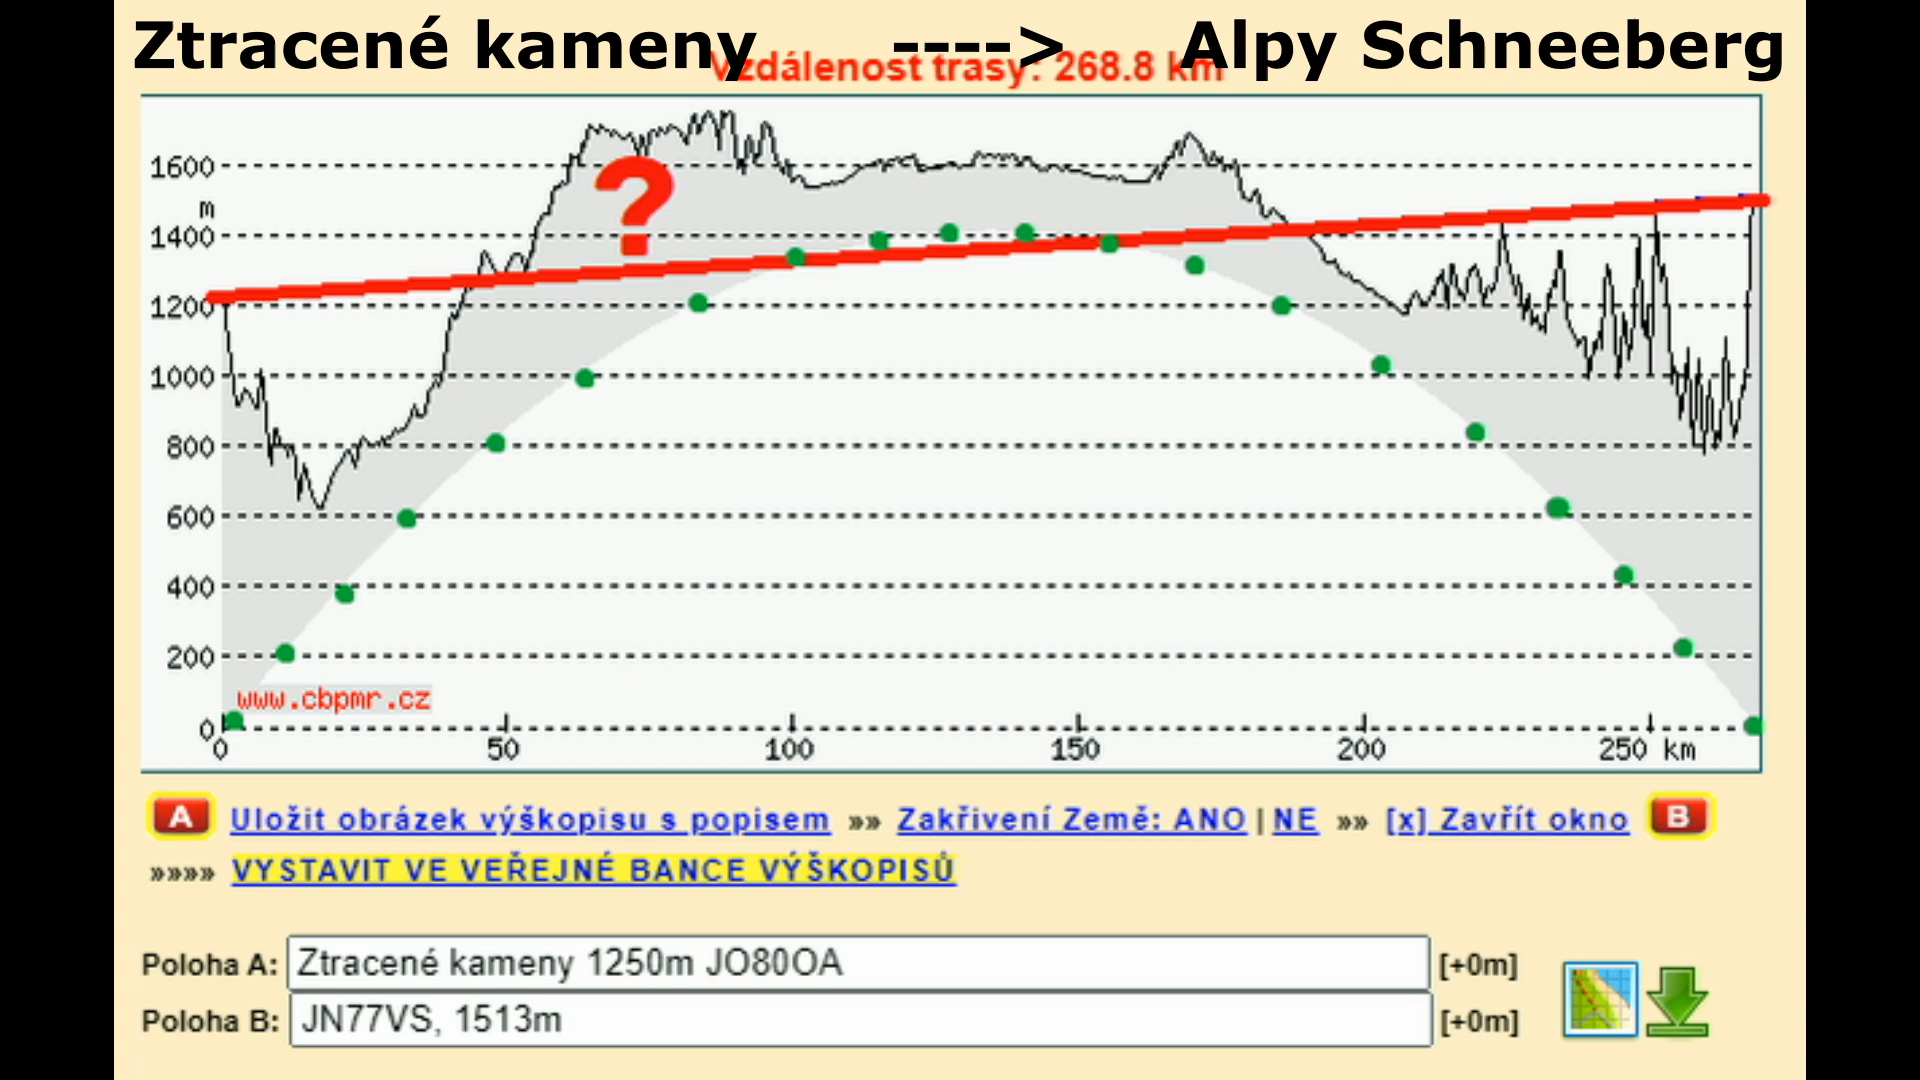 Ztracené kameny ----> Alpy Schneeberg
Vzdálenost trasy: 268.8 km
1600
m
1400
?
1200
1000
800
600
400
200
www.cbpmr.cz
0
0 50 100 150 200 250 km
A Uložit obrázek výškopisu s popisem »» Zakřivení Země: ANO | NE »» [x] Zavřít okno B
»»»» VYSTAVIT VE VEŘEJNÉ BANCE VÝŠKOPISŮ
Poloha A: Ztracené kameny 1250m JO80OA [+0m]
Poloha B: JN77VS, 1513m [+0m]